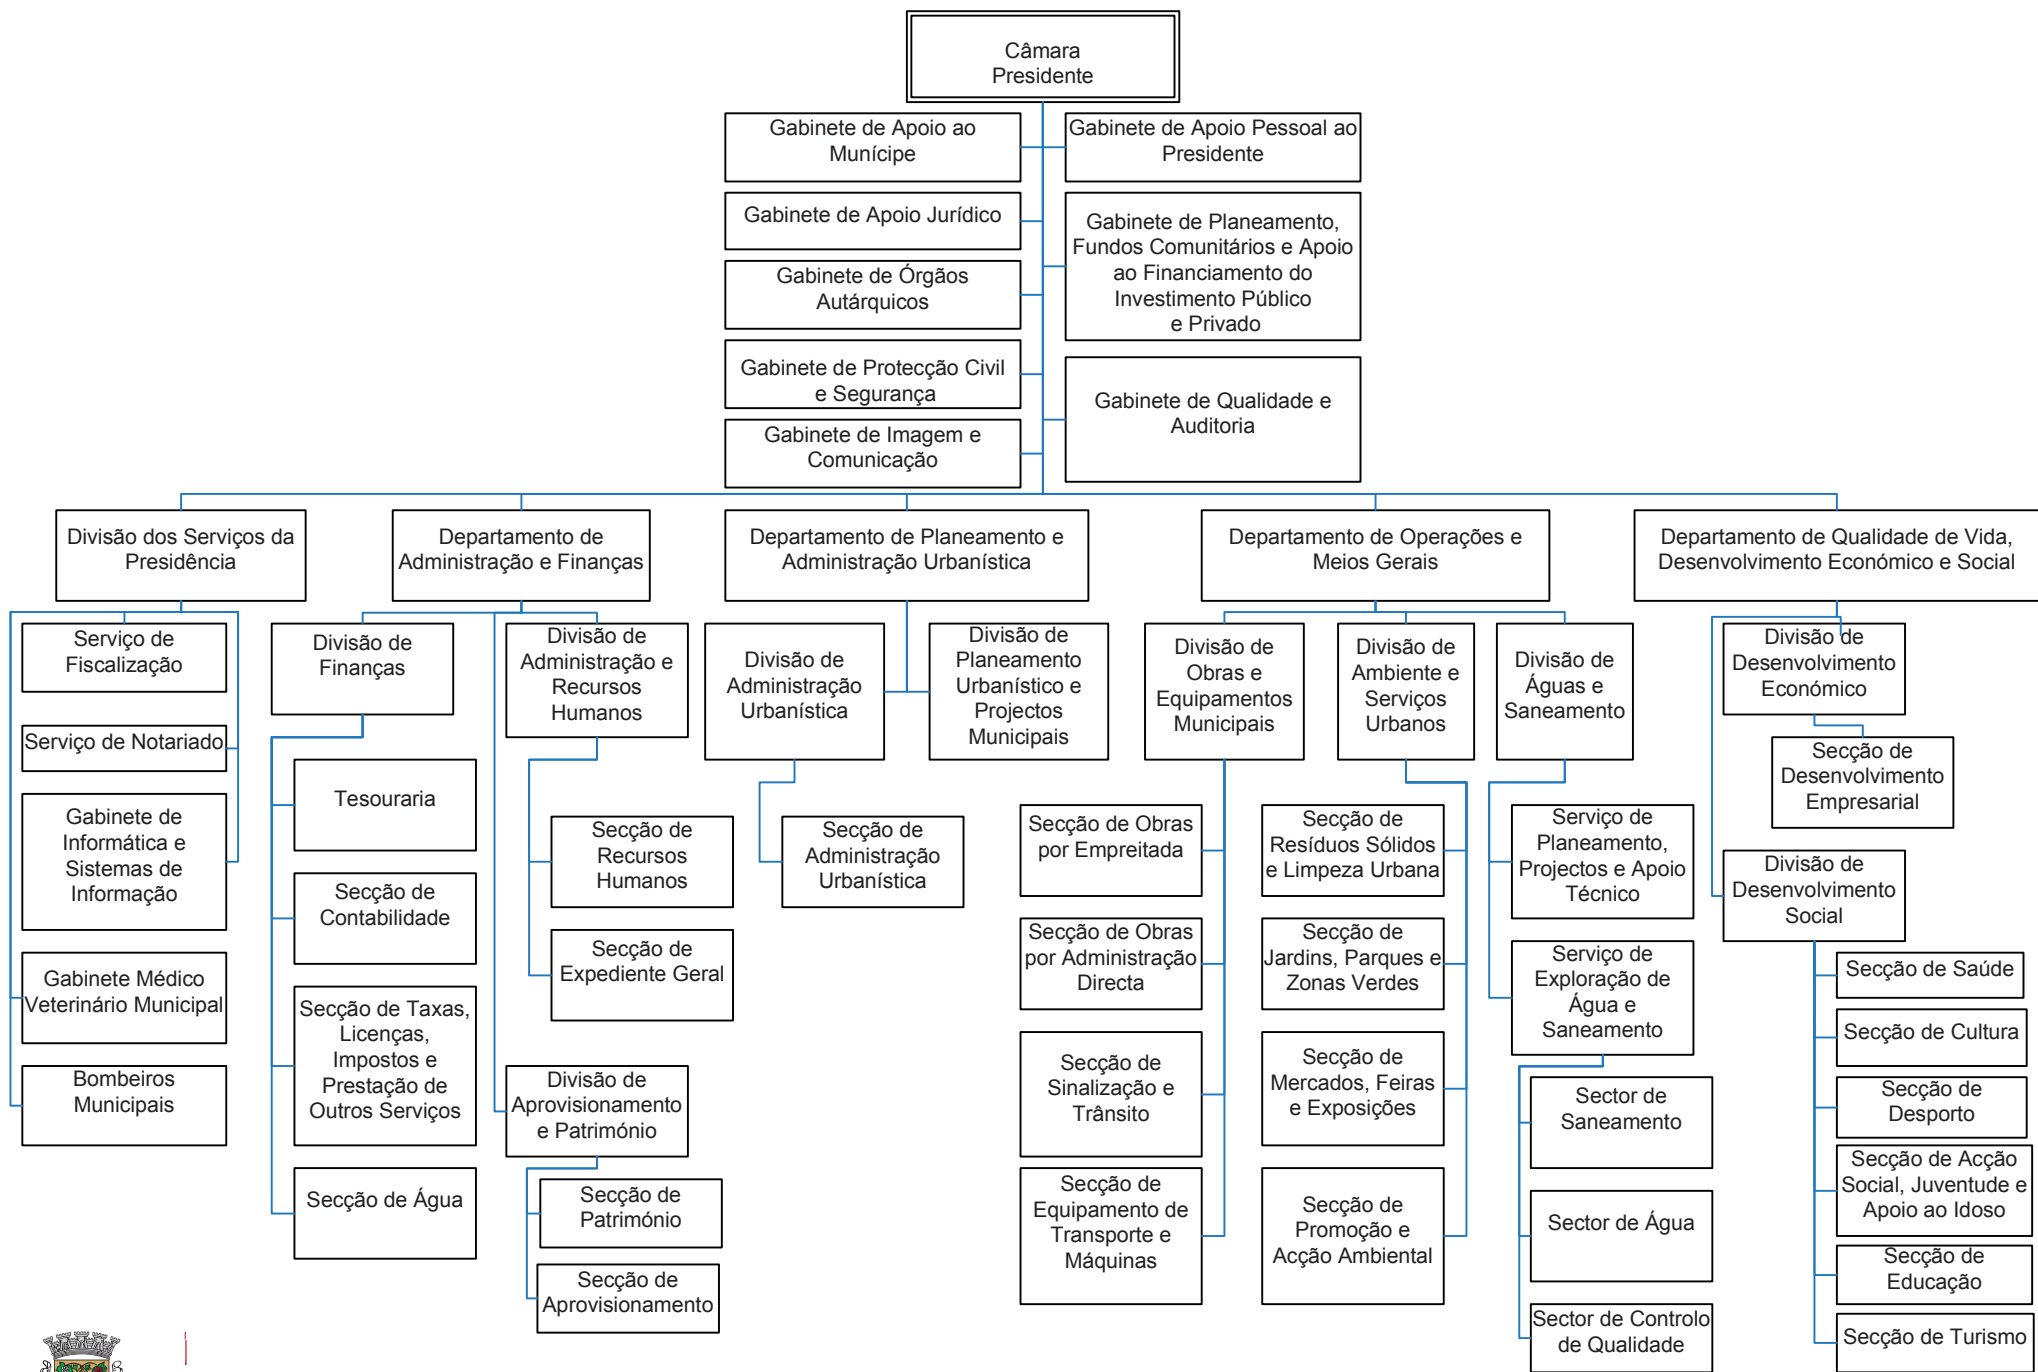 Câmara
Presidente
Gabinete de Apoio ao
Munícipe
Gabinete de Apoio Pessoal ao
Presidente
Gabinete de Apoio Jurídico
Gabinete de Planeamento,
Fundos Comunitários e Apoio
ao Financiamento do
Investimento Público
e Privado
Gabinete de Órgãos
Autárquicos
Gabinete de Protecção Civil
e Segurança
Gabinete de Qualidade e
Auditoria
Gabinete de Imagem e
Comunicação
Divisão dos Serviços da
Presidência
Departamento de
Administração e Finanças
Departamento de Planeamento e
Administração Urbanística
Departamento de Operações e
Meios Gerais
Departamento de Qualidade de Vida,
Desenvolvimento Económico e Social
Serviço de
Fiscalização
Serviço de Notariado
Gabinete de
Informática e
Sistemas de
Informação
Gabinete Médico
Veterinário Municipal
Bombeiros
Municipais
Divisão de
Finanças
Tesouraria
Secção de
Contabilidade
Secção de Taxas,
Licenças,
Impostos e
Prestação de
Outros Serviços
Secção de Água
Divisão de
Administração e
Recursos
Humanos
Secção de
Recursos
Humanos
Secção de
Expediente Geral
Divisão de
Aprovisionamento
e Património
Secção de
Património
Secção de
Aprovisionamento
Divisão de
Administração
Urbanística
Secção de
Administração
Urbanística
Divisão de
Planeamento
Urbanístico e
Projectos
Municipais
Divisão de
Obras e
Equipamentos
Municipais
Secção de Obras
por Empreitada
Secção de Obras
por Administração
Directa
Secção de
Sinalização e
Trânsito
Secção de
Equipamento de
Transporte e
Máquinas
Divisão de
Ambiente e
Serviços
Urbanos
Secção de
Resíduos Sólidos
e Limpeza Urbana
Secção de
Jardins, Parques e
Zonas Verdes
Secção de
Mercados, Feiras
e Exposições
Secção de
Promoção e
Acção Ambiental
Divisão de
Águas e
Saneamento
Serviço de
Planeamento,
Projectos e Apoio
Técnico
Serviço de
Exploração de
Água e
Saneamento
Sector de
Saneamento
Sector de Água
Sector de Controlo
de Qualidade
Divisão de
Desenvolvimento
Económico
Secção de
Desenvolvimento
Empresarial
Divisão de
Desenvolvimento
Social
Secção de Saúde
Secção de Cultura
Secção de
Desporto
Secção de Acção
Social, Juventude e
Apoio ao Idoso
Secção de
Educação
Secção de Turismo